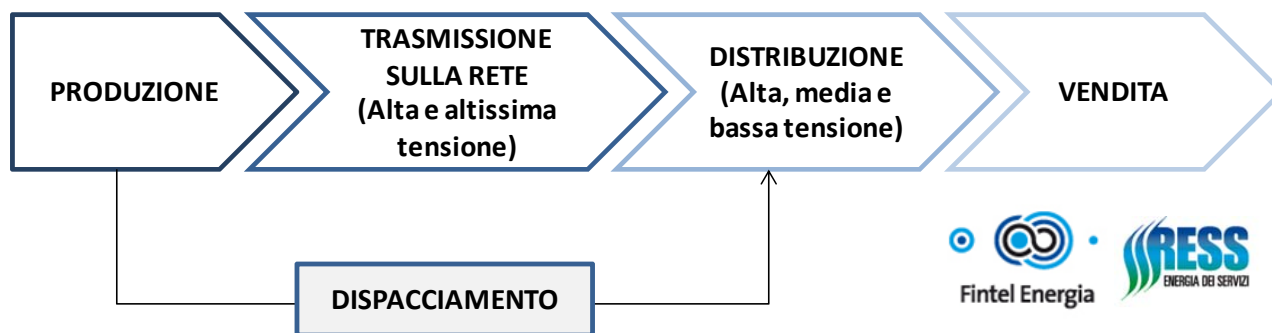 PRODUZIONE
TRASMISSIONE
SULLA RETE
(Alta e altissima
tensione)
DISTRIBUZIONE
(Alta, media e
bassa tensione)
VENDITA
DISPACCIAMENTO
Fintel Energia
RESS
ENERGIA DEI SERVIZI